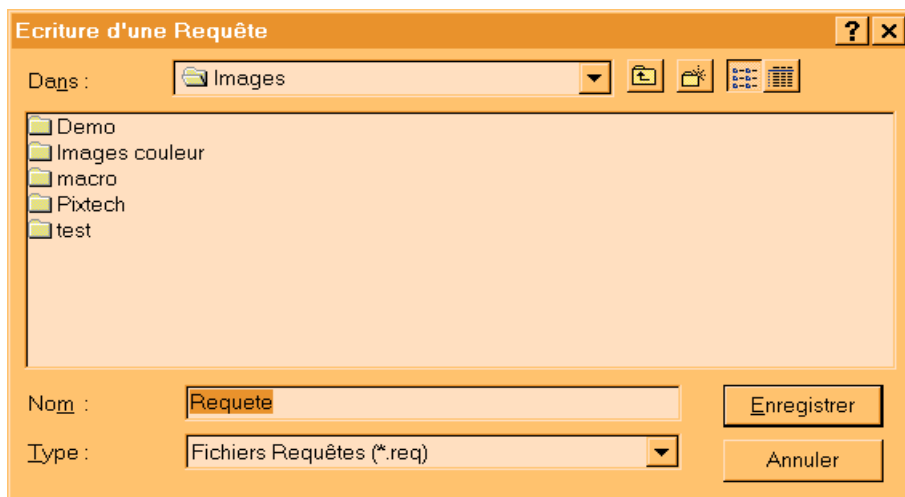 Ecriture d'une Requête
Dans : Images
Demo
Images couleur
macro
Pixtech
test
Nom : Requete Enregistrer
Type : Fichiers Requêtes (*.req) Annuler